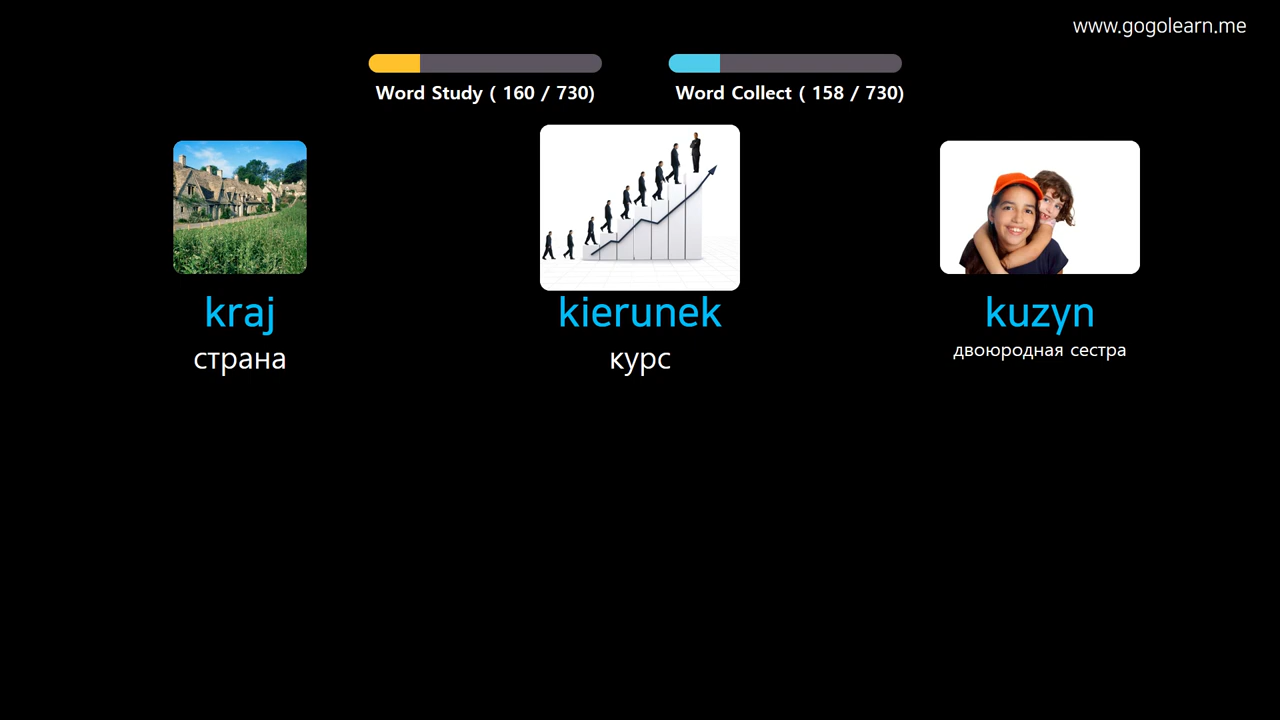 www.gogolearn.me
Word Study ( 160 / 730)
Word Collect ( 158 / 730)
kraj
kierunek
kuzyn
страна
курс
двоюродная сестра